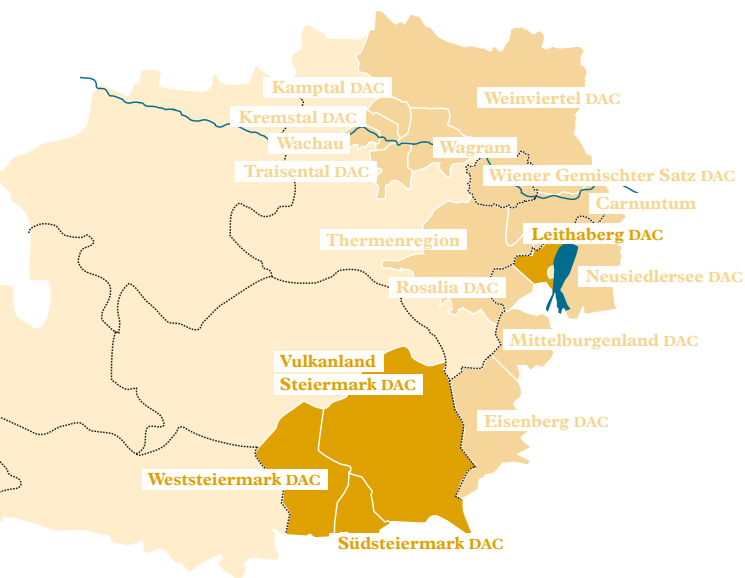 Kamptal DAC
Weinviertel DAC
Kremstal DAC
Wachau
Wagram
Traisental DAC
Wiener Gemischter Satz DAC
Carnuntum
Leithaberg DAC
Thermenregion
Neusiedlersee DAC
Rosalia DAC
Mittelburgenland DAC
Vulkanland
Steiermark DAC
Eisenberg DAC
Weststeiermark DAC
Südsteiermark DAC